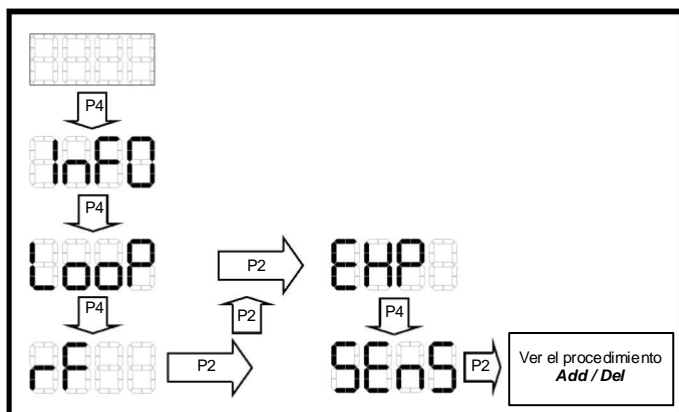 P4
InFO
P4
LooP
P4
rF
P2
P2
P2
EHP
P4
SEnS
P2
Ver el procedimiento
Add / Del